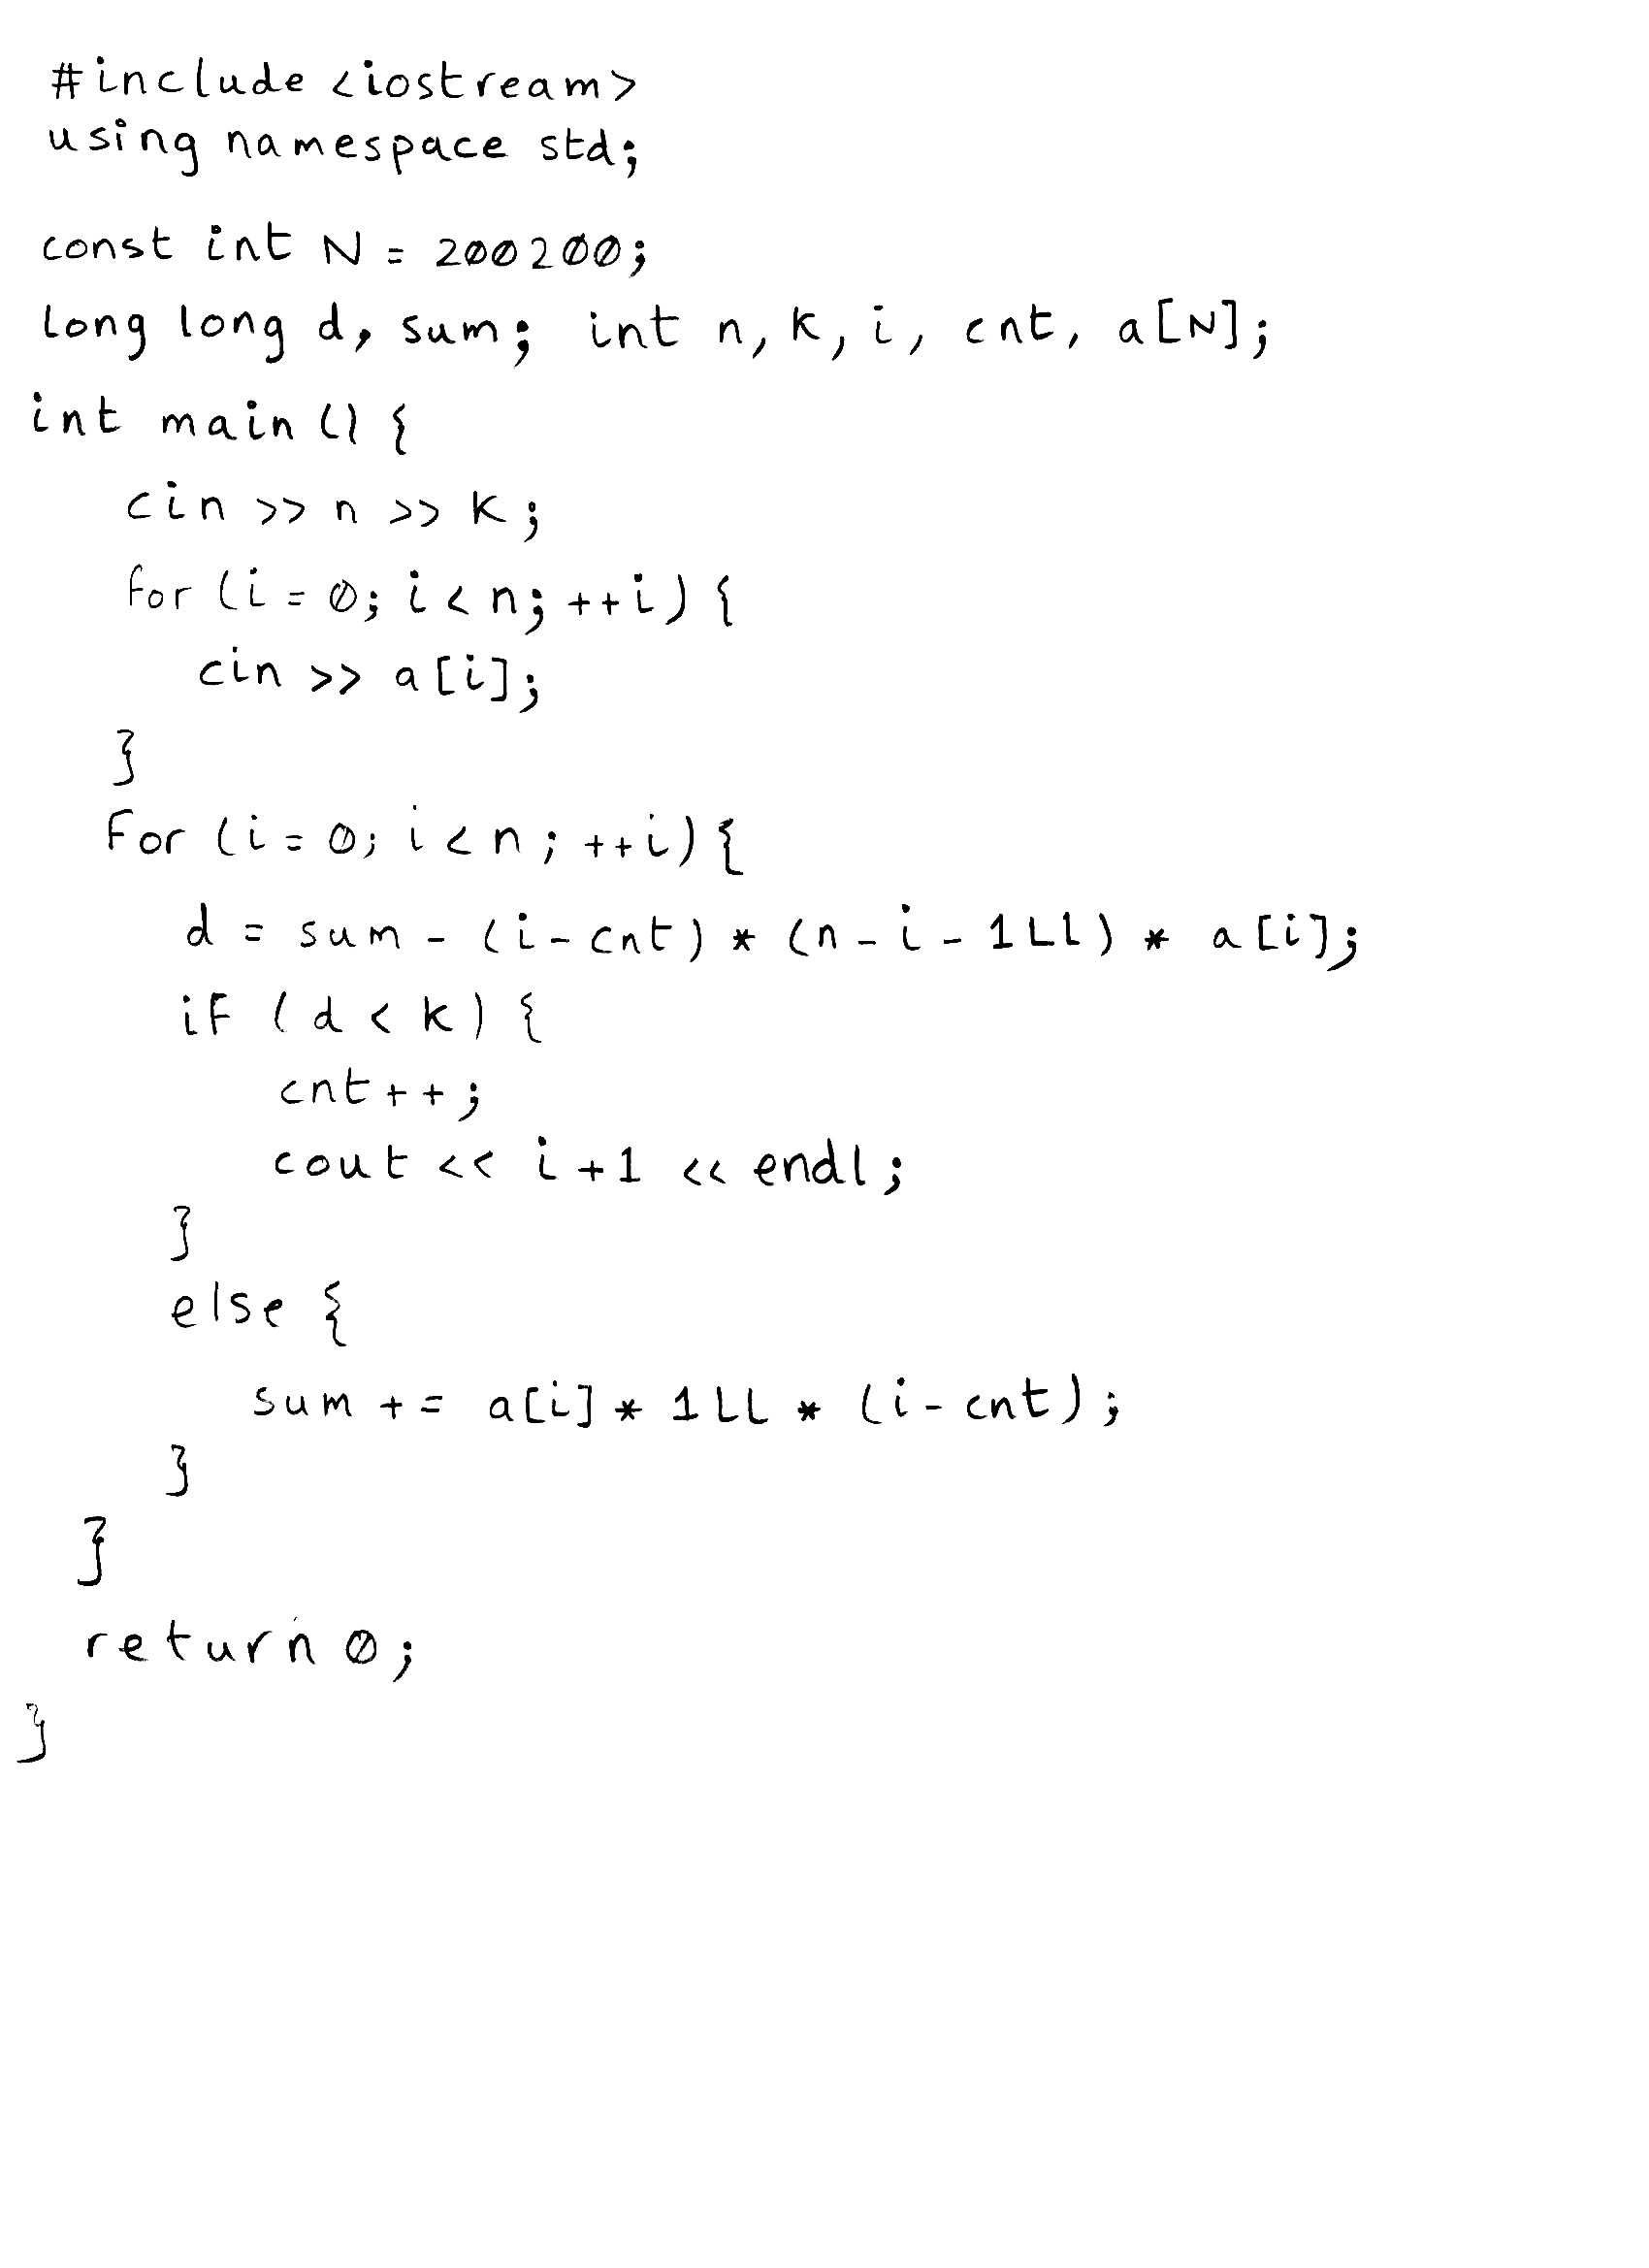 #include <iostream>
using namespace std;
const int N = 200200;
long long d, sum; int n, k, i, cnt, a[N];
int main() {
cin >> n >> k;
for (i = 0; i < n; ++i) {
cin >> a[i];
}
for (i = 0; i < n; ++i) {
d = sum - (i - cnt) * (n - i - 1LL) * a[i];
if (d < k) {
cnt++;
cout << i+1 << endl;
}
else {
sum += a[i] * 1LL * (i - cnt);
}
}
return 0;
}